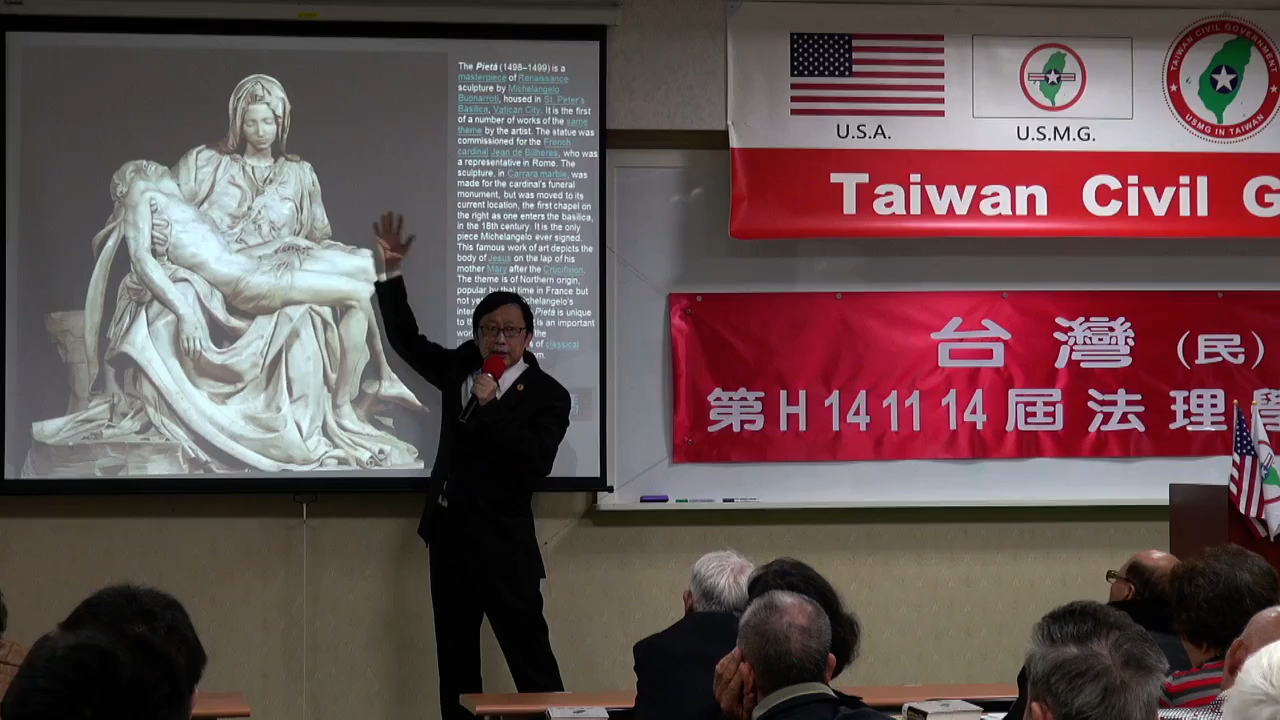 The Pietà (1498–1499) is a
masterpiece of Renaissance
sculpture by Michelangelo
Buonarroti, housed in St. Peter's
Basilica, Vatican City. It is the first
of a number of works of the same
theme by the artist. The statue was
commissioned for the French
cardinal Jean de Billheres, who was
a representative in Rome. The
sculpture, in Carrara marble, was
made for the cardinal's funeral
monument, but was moved to its
current location, the first chapel on
the right as one enters the basilica,
in the 18th century. It is the only
piece Michelangelo ever signed.
This famous work of art depicts the
body of Jesus on the lap of his
mother Mary after the Crucifixion.
The theme is of Northern origin,
popular by that time in France but
not
Pietà is unique
to is an important
the
of classical
TAIWAN CIVIL GOVERNMENT
USMG IN TAIWAN
U.S.A.
U.S.M.G.
Taiwan Civil G
台灣(民)
第H 14 11 14 屆法理學